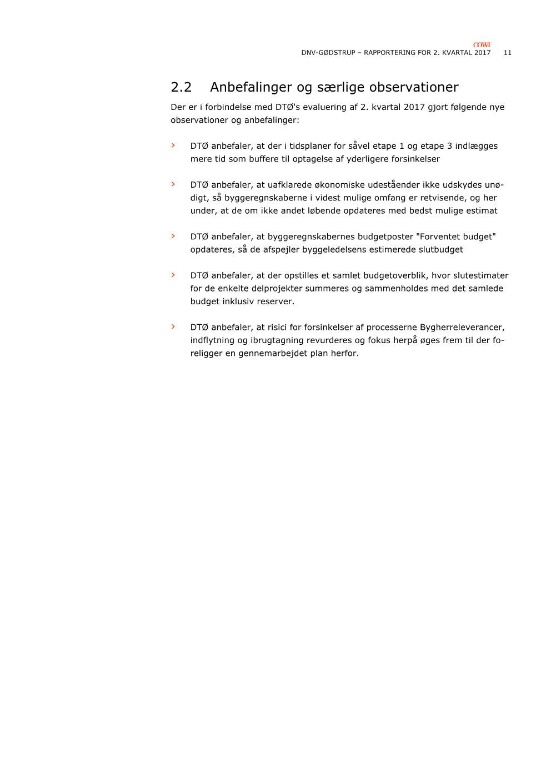 COWI
DNV-GØDSTRUP – RAPPORTERING FOR 2. KVARTAL 2017 11
2.2 Anbefalinger og særlige observationer
Der er i forbindelse med DTØ's evaluering af 2. kvartal 2017 gjort følgende nye
observationer og anbefalinger:
› DTØ anbefaler, at der i tidsplaner for såvel etape 1 og etape 3 indlægges
mere tid som buffere til optagelse af yderligere forsinkelser
› DTØ anbefaler, at uafklarede økonomiske udeståender ikke udskydes unø-
digt, så byggeregnskaberne i videst mulige omfang er retvisende, og her
under, at de om ikke andet løbende opdateres med bedst mulige estimat
› DTØ anbefaler, at byggeregnskabernes budgetposter "Forventet budget"
opdateres, så de afspejler byggeledelsens estimerede slutbudget
› DTØ anbefaler, at der opstilles et samlet budgetoverblik, hvor slutestimater
for de enkelte delprojekter summeres og sammenholdes med det samlede
budget inklusiv reserver.
› DTØ anbefaler, at risici for forsinkelser af processerne Bygherreleverancer,
indflytning og ibrugtagning revurderes og fokus herpå øges frem til der fo-
religger en gennemarbejdet plan herfor.